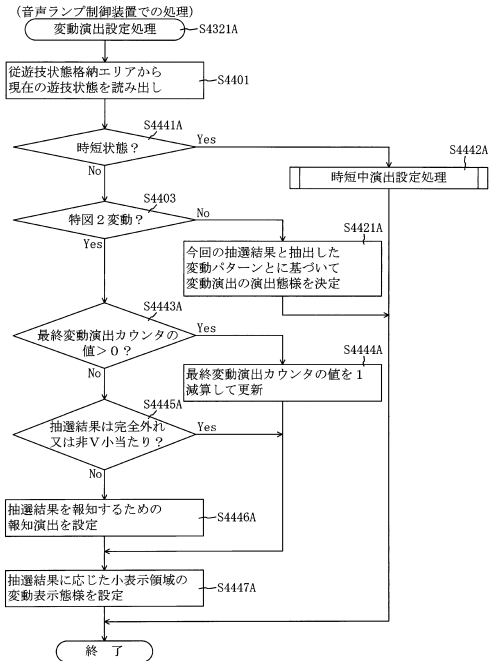 (音声ランプ制御装置での処理)
変動演出設定処理
S4321A
従遊技状態格納エリアから
現在の遊技状態を読み出し
S4401
S4441A
時短状態?
Yes
No
S4442A
時短中演出設定処理
S4403
特図2変動?
No
Yes
S4421A
今回の抽選結果と抽出した
変動パターンとに基づいて
変動演出の演出態様を決定
S4443A
最終変動演出カウンタの
値>0?
Yes
No
S4444A
最終変動演出カウンタの値を1
減算して更新
S4445A
抽選結果は完全外れ
又は非V小当たり?
Yes
No
抽選結果を報知するための
報知演出を設定
S4446A
抽選結果に応じた小表示領域の
変動表示態様を設定
S4447A
終 了